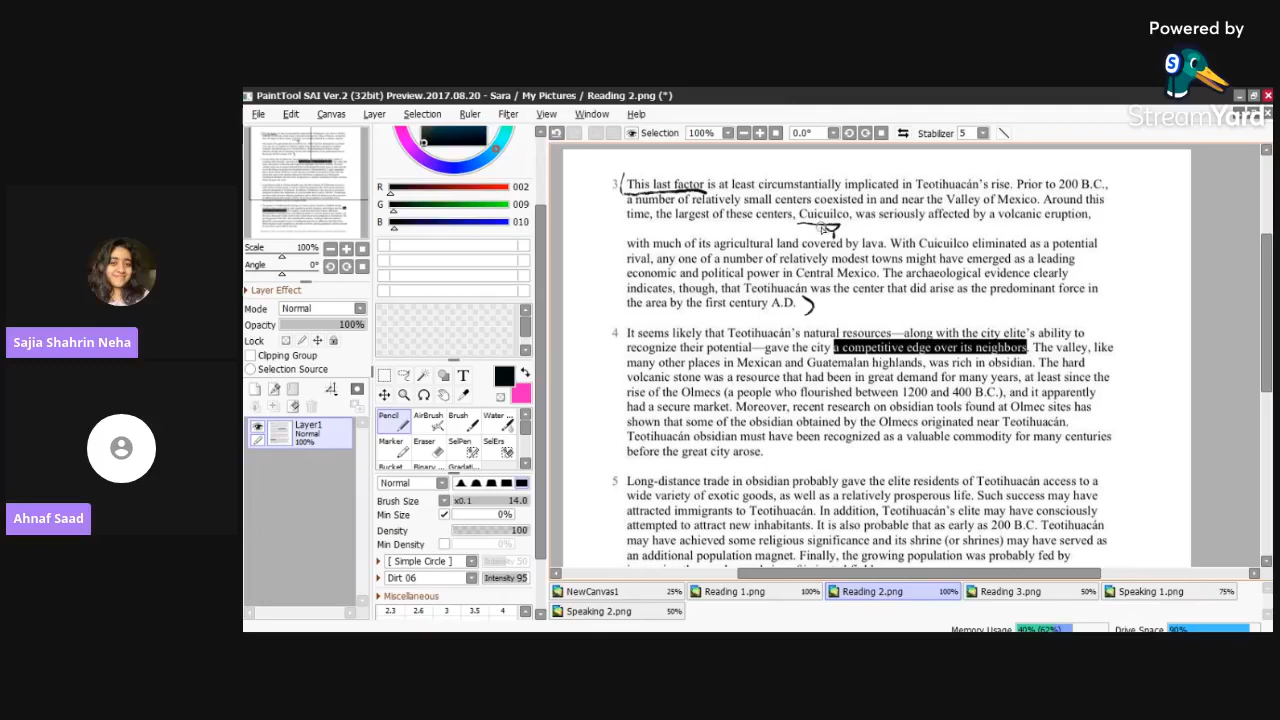 Powered by
StreamYard
PaintTool SAI Ver.2 (32bit) Preview.2017.08.20 - Sara / My Pictures / Reading 2.png (*)
File Edit Canvas Layer Selection Ruler Filter View Window Help
Selection 100% 0.0° Stabilizer 5
R 002
G 009
B 010
Scale 100%
Angle 0°
Layer Effect
Mode Normal
Opacity 100%
Lock
Clipping Group
Selection Source
Layer1
Normal
100%
T
Pencil AirBrush Brush Water ...
Marker Eraser SelPen SelErs
Bucket Binary ... Gradati...
Normal
Brush Size x0.1 14.0
Min Size 0%
Density 100
Min Density 0%
[ Simple Circle ] Intensity 50
Dirt 06 Intensity 95
Miscellaneous
2.3 2.6 3 3.5 4
3 This last factor is at least circumstantially implicated in Teotihuacán's rise. Prior to 200 B.C.,
a number of relatively small centers coexisted in and near the Valley of Mexico. Around this
time, the largest of these centers, Cuicuilco, was seriously affected by a volcanic eruption,
with much of its agricultural land covered by lava. With Cuicuilco eliminated as a potential
rival, any one of a number of relatively modest towns might have emerged as a leading
economic and political power in Central Mexico. The archaeological evidence clearly
indicates, though, that Teotihuacán was the center that did arise as the predominant force in
the area by the first century A.D.
4 It seems likely that Teotihuacán's natural resources—along with the city elite's ability to
recognize their potential—gave the city a competitive edge over its neighbors. The valley, like
many other places in Mexican and Guatemalan highlands, was rich in obsidian. The hard
volcanic stone was a resource that had been in great demand for many years, at least since the
rise of the Olmecs (a people who flourished between 1200 and 400 B.C.), and it apparently
had a secure market. Moreover, recent research on obsidian tools found at Olmec sites has
shown that some of the obsidian obtained by the Olmecs originated near Teotihuacán.
Teotihuacán obsidian must have been recognized as a valuable commodity for many centuries
before the great city arose.
5 Long-distance trade in obsidian probably gave the elite residents of Teotihuacán access to a
wide variety of exotic goods, as well as a relatively prosperous life. Such success may have
attracted immigrants to Teotihuacán. In addition, Teotihuacán's elite may have consciously
attempted to attract new inhabitants. It is also probable that as early as 200 B.C. Teotihuacán
may have achieved some religious significance and its shrine (or shrines) may have served as
an additional population magnet. Finally, the growing population was probably fed by
NewCanvas1 25% Reading 1.png 100% Reading 2.png 100% Reading 3.png 50% Speaking 1.png 75%
Speaking 2.png 50%
Memory Usage 40% (62%) Drive Space 90%
Sajia Shahrin Neha
Ahnaf Saad